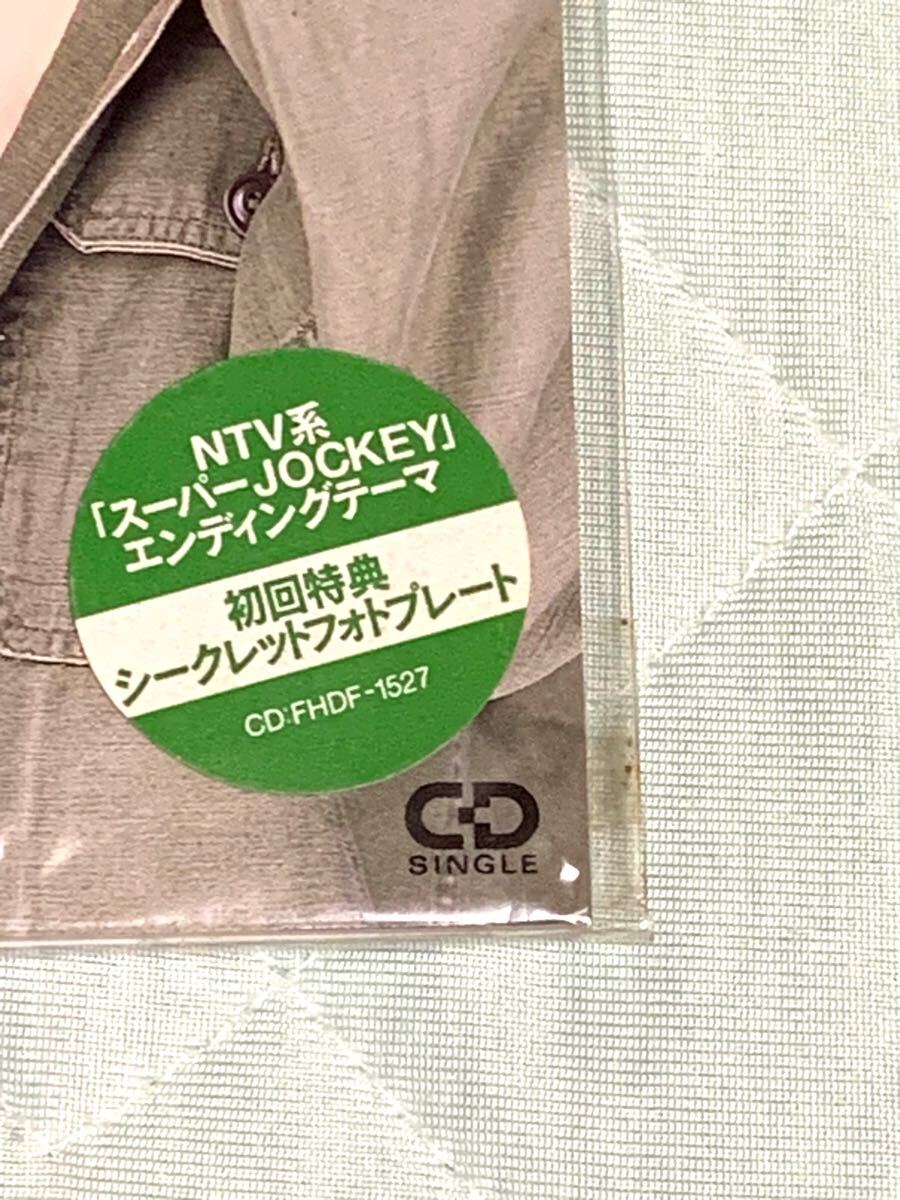 NTV系
「スーパーJOCKEY」
エンディングテーマ
初回特典
シークレットフォトプレート
CD:FHDF-1527
CD
SINGLE